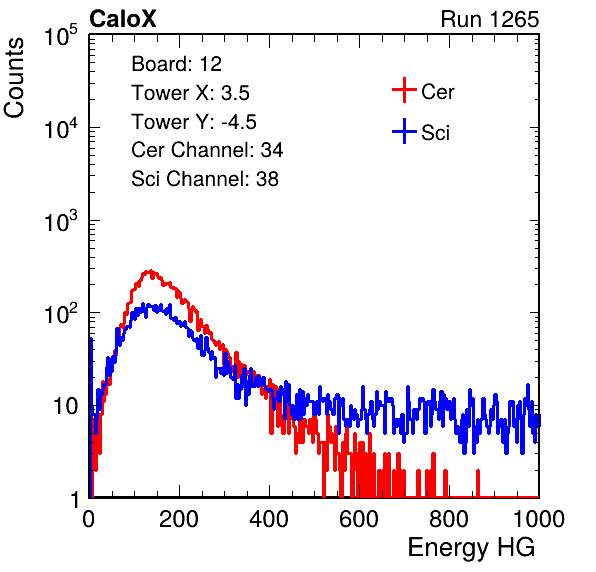 CaloX Run 1265
Counts
10^5
10^4
10^3
10^2
10
1
Board: 12
Tower X: 3.5
Tower Y: -4.5
Cer Channel: 34
Sci Channel: 38
Cer
Sci
0 200 400 600 800 1000
Energy HG